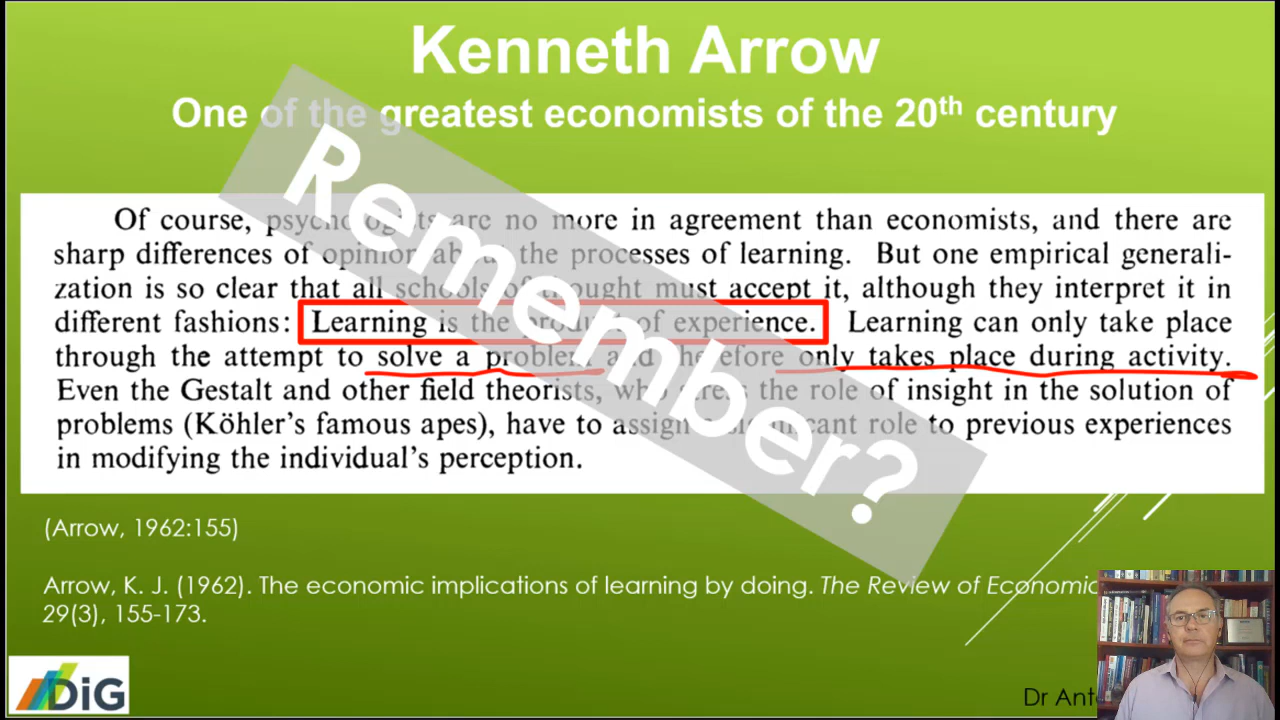 Kenneth Arrow
One of the greatest economists of the 20th century
Of course, psychologists are no more in agreement than economists, and there are
sharp differences of opinion about the processes of learning. But one empirical generali-
zation is so clear that all schools of thought must accept it, although they interpret it in
different fashions: Learning is the product of experience. Learning can only take place
through the attempt to solve a problem and therefore only takes place during activity.
Even the Gestalt and other field theorists, who stress the role of insight in the solution of
problems (Köhler's famous apes), have to assign a significant role to previous experiences
in modifying the individual's perception.
Remember?
(Arrow, 1962:155)
Arrow, K. J. (1962). The economic implications of learning by doing. The Review of Economic
29(3), 155-173.
DiG
Dr